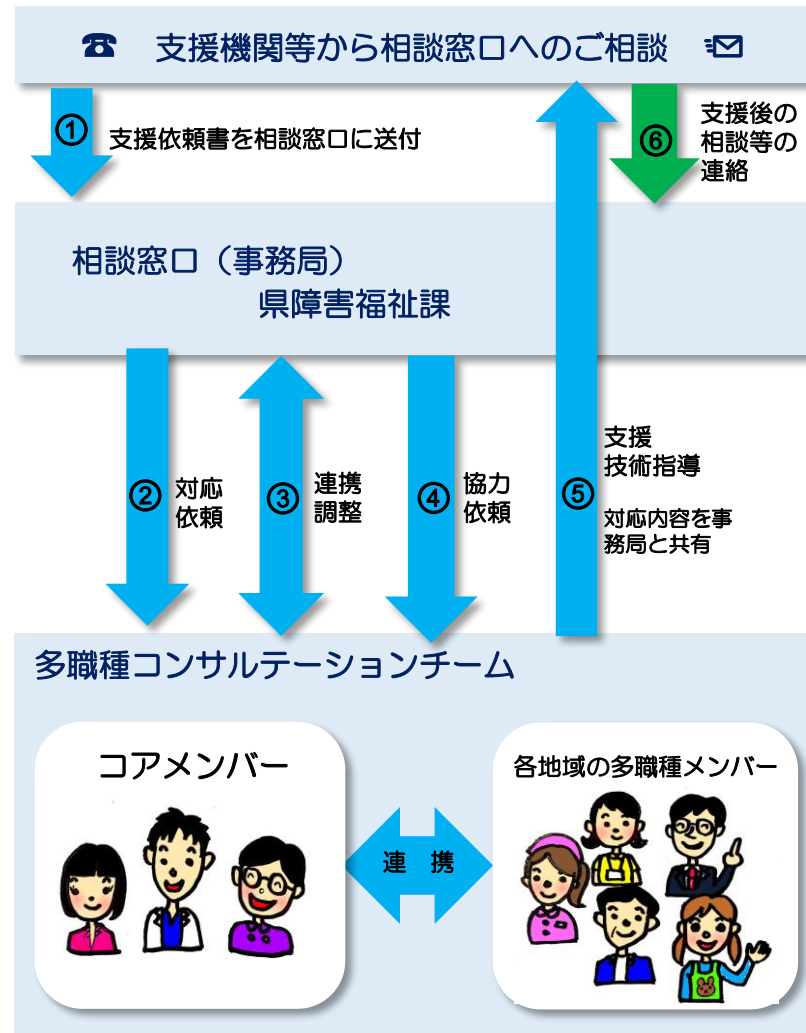 支援機関等から相談窓口へのご相談
① 支援依頼書を相談窓口に送付
⑥ 支援後の
相談等の
連絡
相談窓口（事務局）
県障害福祉課
② 対応
依頼
③ 連携
調整
④ 協力
依頼
⑤ 支援
技術指導
対応内容を事
務局と共有
多職種コンサルテーションチーム
コアメンバー
連 携
各地域の多職種メンバー